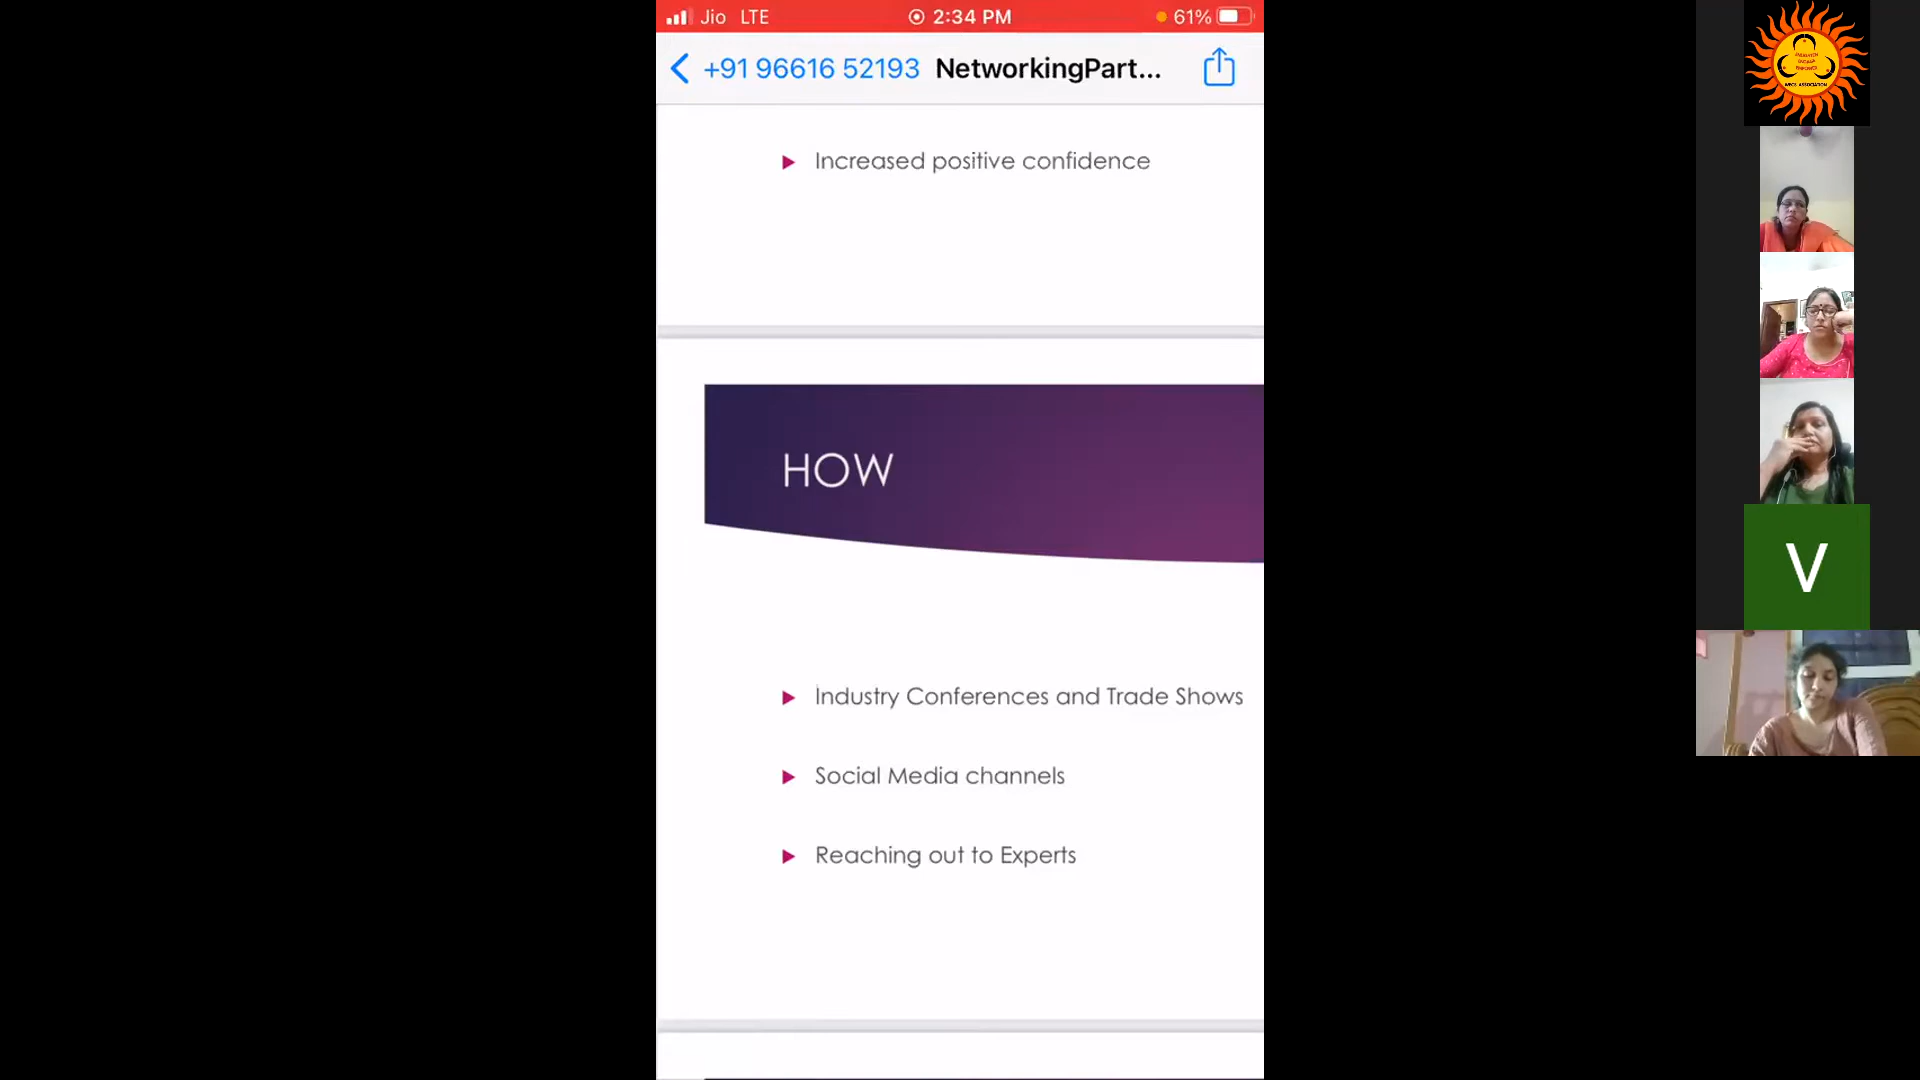 Jio LTE 2:34 PM 61%
+91 96616 52193 NetworkingPart...
Increased positive confidence
HOW
Industry Conferences and Trade Shows
Social Media channels
Reaching out to Experts
V